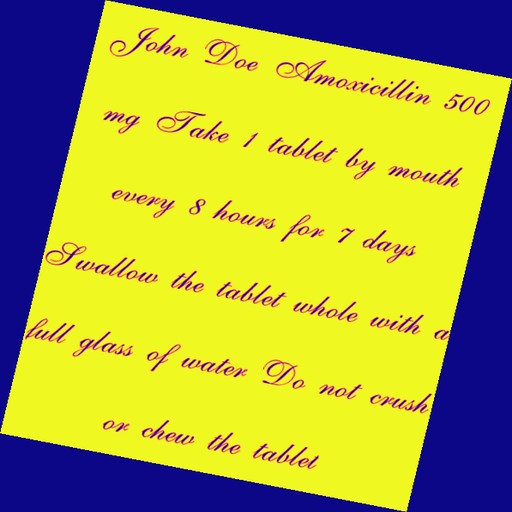 John Doe Amoxicillin 500
mg Take 1 tablet by mouth
every 8 hours for 7 days
Swallow the tablet whole with a
full glass of water Do not crush
or chew the tablet